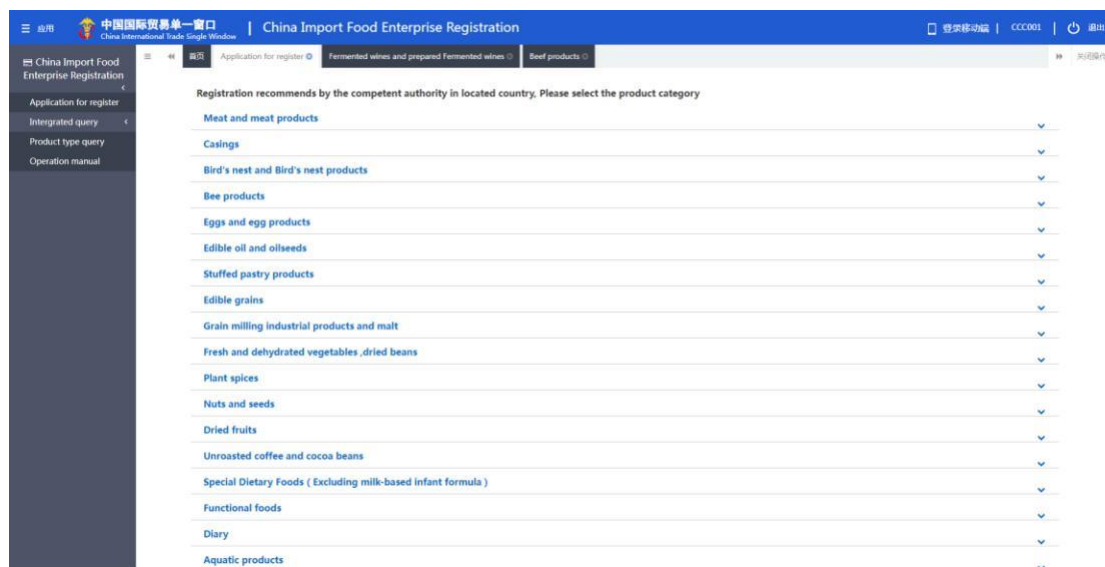 应用
中国国际贸易单一窗口
China International Trade Single Window
| China Import Food Enterprise Registration
登录移动端 | CCC001 | 退出
China Import Food
Enterprise Registration
Application for register
Intergrated query
Product type query
Operation manual
首页 Application for register Fermented wines and prepared Fermented wines Beef products 关闭操作
Registration recommends by the competent authority in located country, Please select the product category
Meat and meat products
Casings
Bird's nest and Bird's nest products
Bee products
Eggs and egg products
Edible oil and oilseeds
Stuffed pastry products
Edible grains
Grain milling industrial products and malt
Fresh and dehydrated vegetables ,dried beans
Plant spices
Nuts and seeds
Dried fruits
Unroasted coffee and cocoa beans
Special Dietary Foods ( Excluding milk-based infant formula )
Functional foods
Diary
Aquatic products